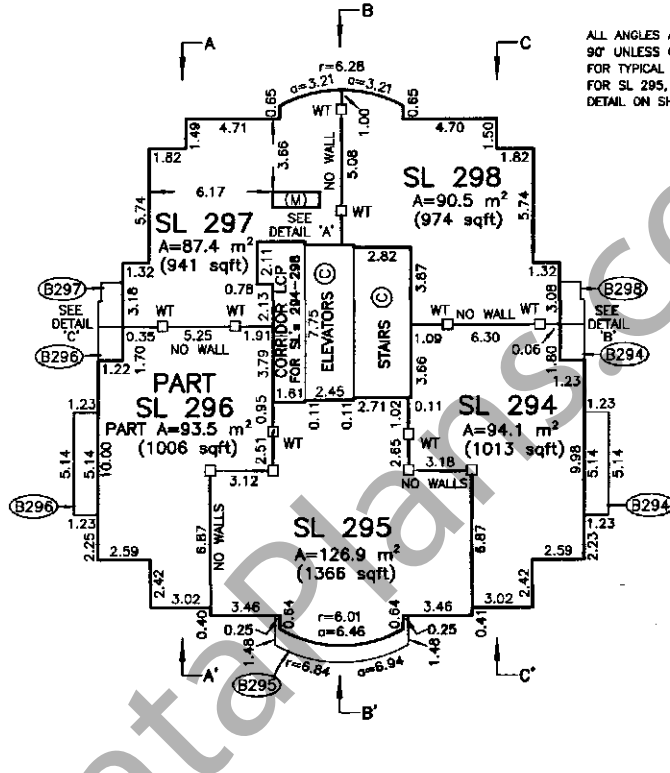 B
A
C
ALL ANGLES A
90° UNLESS
FOR TYPICAL
FOR SL 295,
DETAIL ON SH
r=6.28
a=3.21
a=3.21
0.65
0.65
WT
1.00
1.49
4.71
4.70
1.50
1.82
1.82
3.66
NO WALL
5.08
6.17
(M)
WT
5.74
5.74
SL 297
A=87.4 m²
(941 sqft)
SEE
DETAIL 'A'
SL 298
A=90.5 m²
(974 sqft)
2.11
2.82
3.87
1.32
1.32
B297
3.18
0.78
2.13
CORRIDOR LCP
FOR SLs 294-298
7.75
ELEVATORS C
STAIRS C
3.08
B298
SEE
DETAIL
'C'
WT
WT
0.35
5.25
1.91
NO WALL
WT
NO WALL
WT
1.09
6.30
0.06
SEE
DETAIL
'B'
B296
1.70
1.22
3.79
3.66
1.80
B294
1.23
PART
SL 296
PART A=93.5 m²
(1006 sqft)
1.61
2.45
0.11
0.11
2.71
0.11
0.95
1.02
SL 294
A=94.1 m²
(1013 sqft)
1.23
1.23
5.14
5.14
10.00
WT
2.51
3.12
WT
2.65
3.18
NO WALLS
9.98
5.14
5.14
B296
1.23
2.25
B294
1.23
2.23
6.87
NO WALLS
SL 295
A=126.9 m²
(1366 sqft)
6.87
2.59
2.59
2.42
2.42
3.02
3.02
0.40
3.46
0.64
r=6.01
a=6.46
0.64
3.46
0.41
0.25
0.25
1.48
1.48
r=6.84
a=6.94
B295
A'
B'
C'
taPlans.co